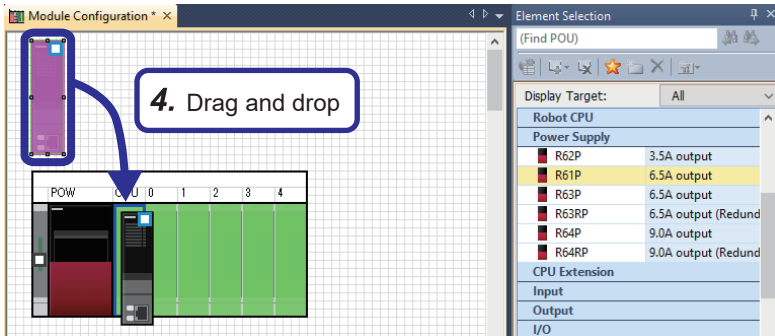 Module Configuration *
4. Drag and drop
POW CPU 0 1 2 3 4
Element Selection
(Find POU)
Display Target: All
Robot CPU
Power Supply
R62P 3.5A output
R61P 6.5A output
R63P 6.5A output
R63RP 6.5A output (Redund
R64P 9.0A output
R64RP 9.0A output (Redund
CPU Extension
Input
Output
I/O